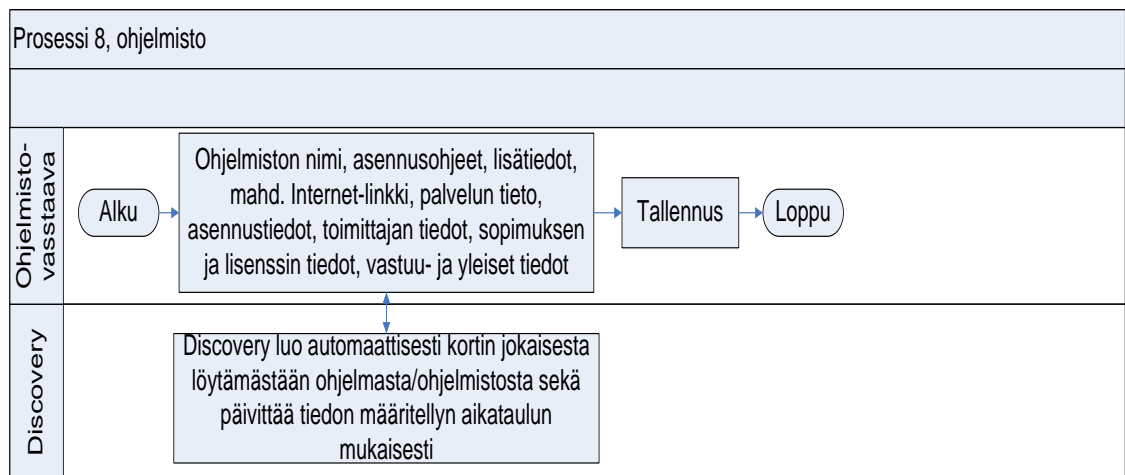 Prosessi 8, ohjelmisto
Ohjelmisto-
vasstaava
Alku
Ohjelmiston nimi, asennusohjeet, lisätiedot,
mahd. Internet-linkki, palvelun tieto,
asennustiedot, toimittajan tiedot, sopimuksen
ja lisenssin tiedot, vastuu- ja yleiset tiedot
Tallennus
Loppu
Discovery
Discovery luo automaattisesti kortin jokaisesta
löytämästään ohjelmasta/ohjelmistosta sekä
päivittää tiedon määritellyn aikataulun
mukaisesti